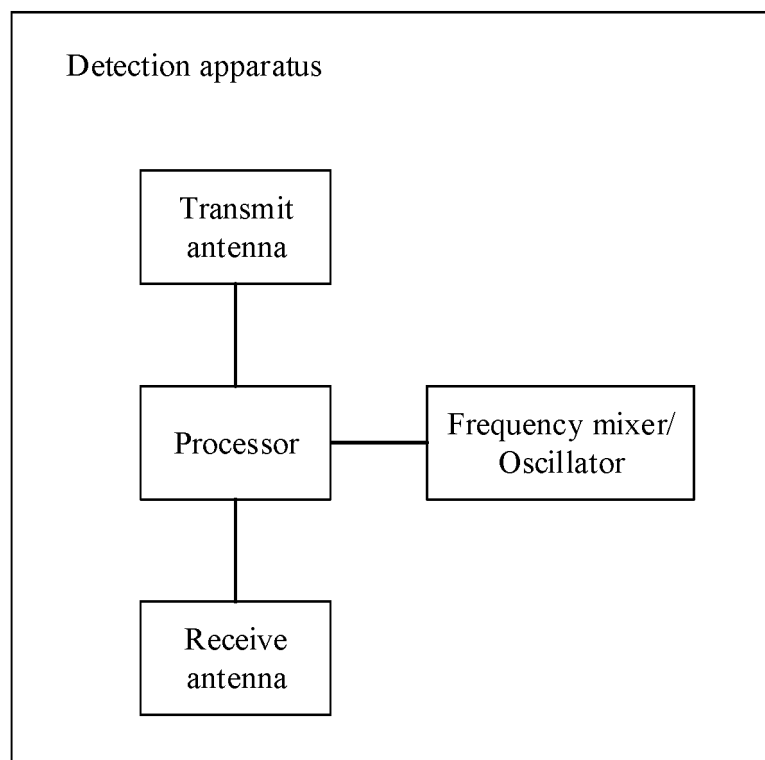 Detection apparatus
Transmit
antenna
Processor
Frequency mixer/
Oscillator
Receive
antenna